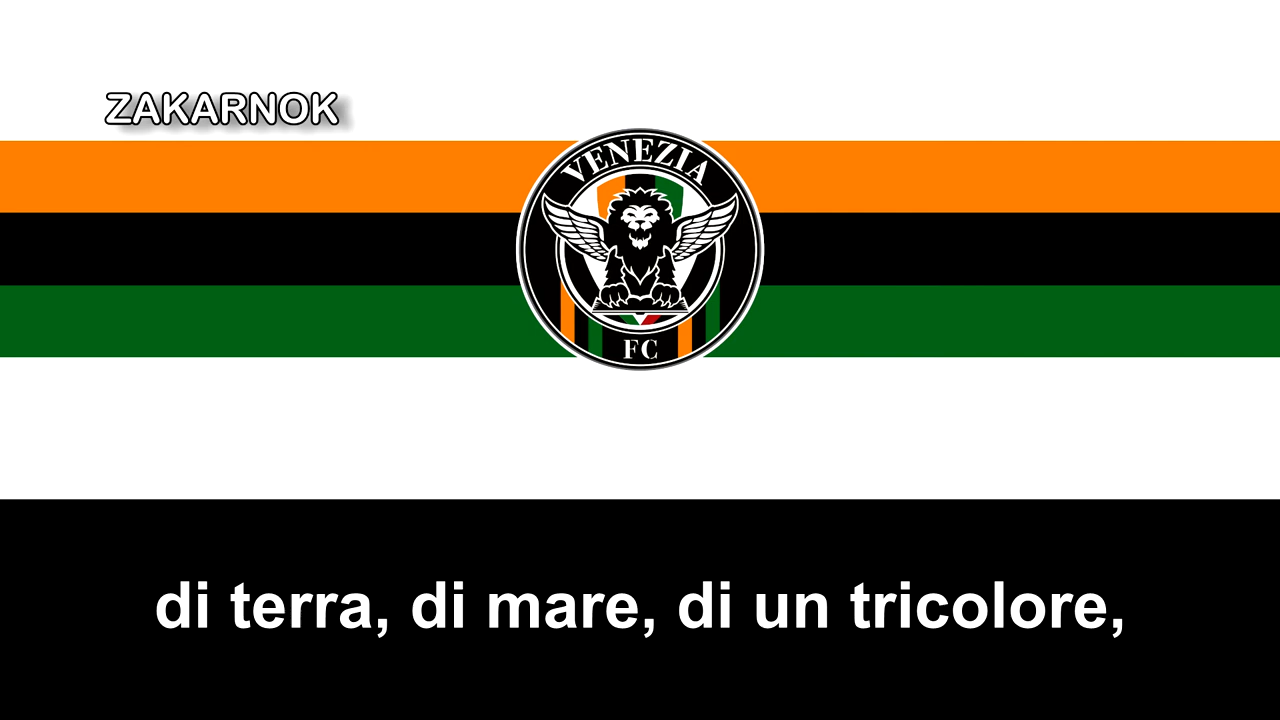 ZAKARNOK
VENEZIA
FC
di terra, di mare, di un tricolore,